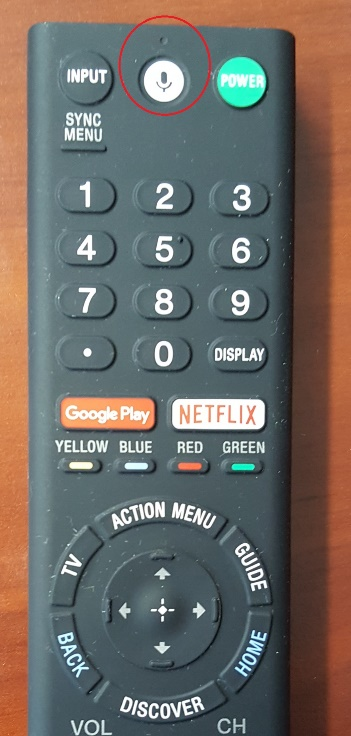 INPUT
POWER
SYNC
MENU
1 2 3
4 5 6
7 8 9
. 0 DISPLAY
Google Play NETFLIX
YELLOW BLUE RED GREEN
ACTION MENU
TV
GUIDE
BACK
HOME
DISCOVER
VOL CH